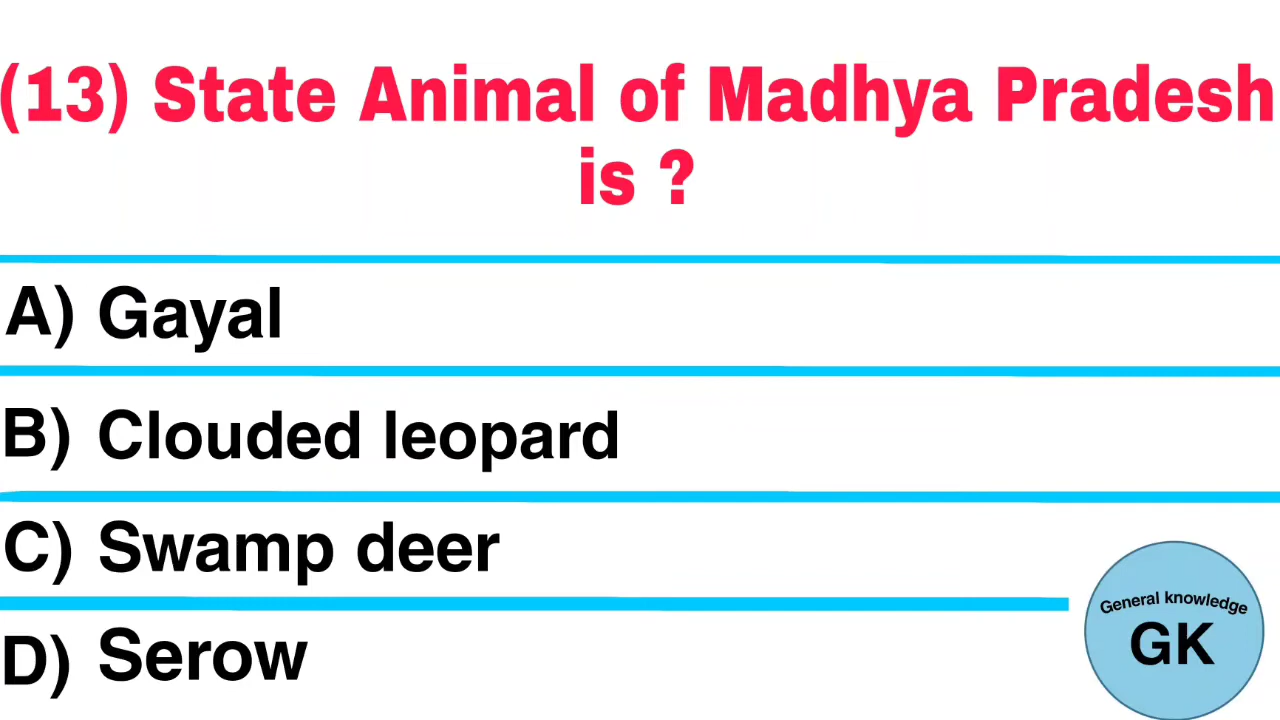 (13) State Animal of Madhya Pradesh
is ?
A) Gayal
B) Clouded leopard
C) Swamp deer
D) Serow
General knowledge
GK